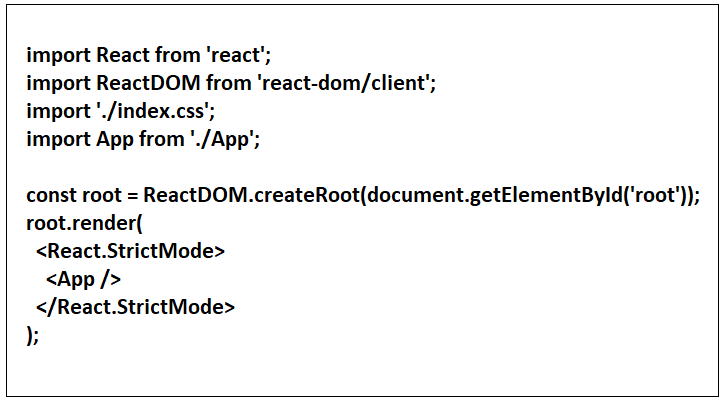 import React from 'react';
import ReactDOM from 'react-dom/client';
import './index.css';
import App from './App';
const root = ReactDOM.createRoot(document.getElementById('root'));
root.render(
<React.StrictMode>
<App />
</React.StrictMode>
);